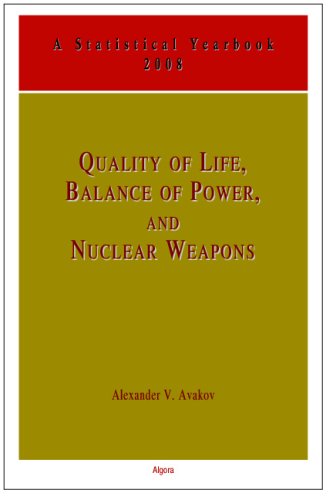 A Statistical Yearbook
2008
QUALITY OF LIFE,
BALANCE OF POWER,
AND
NUCLEAR WEAPONS
Alexander V. Avakov
Algora